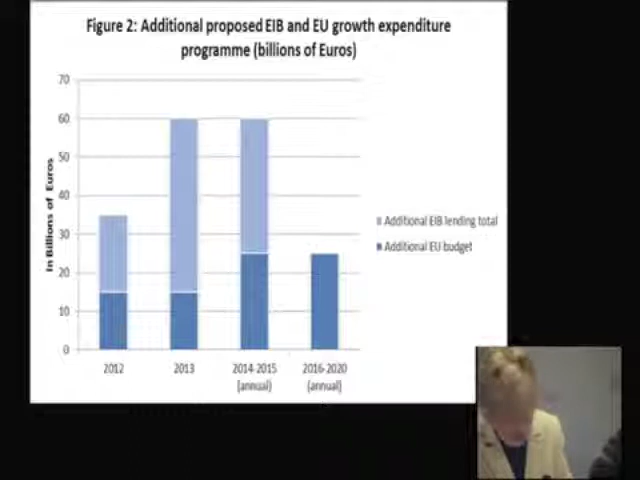 Figure 2: Additional proposed EIB and EU growth expenditure
programme (billions of Euros)
In Billions of Euros
70
60
50
40
30
20
10
0
2012
2013
2014-2015
(annual)
2016-2020
(annual)
Additional EIB lending total
Additional EU budget